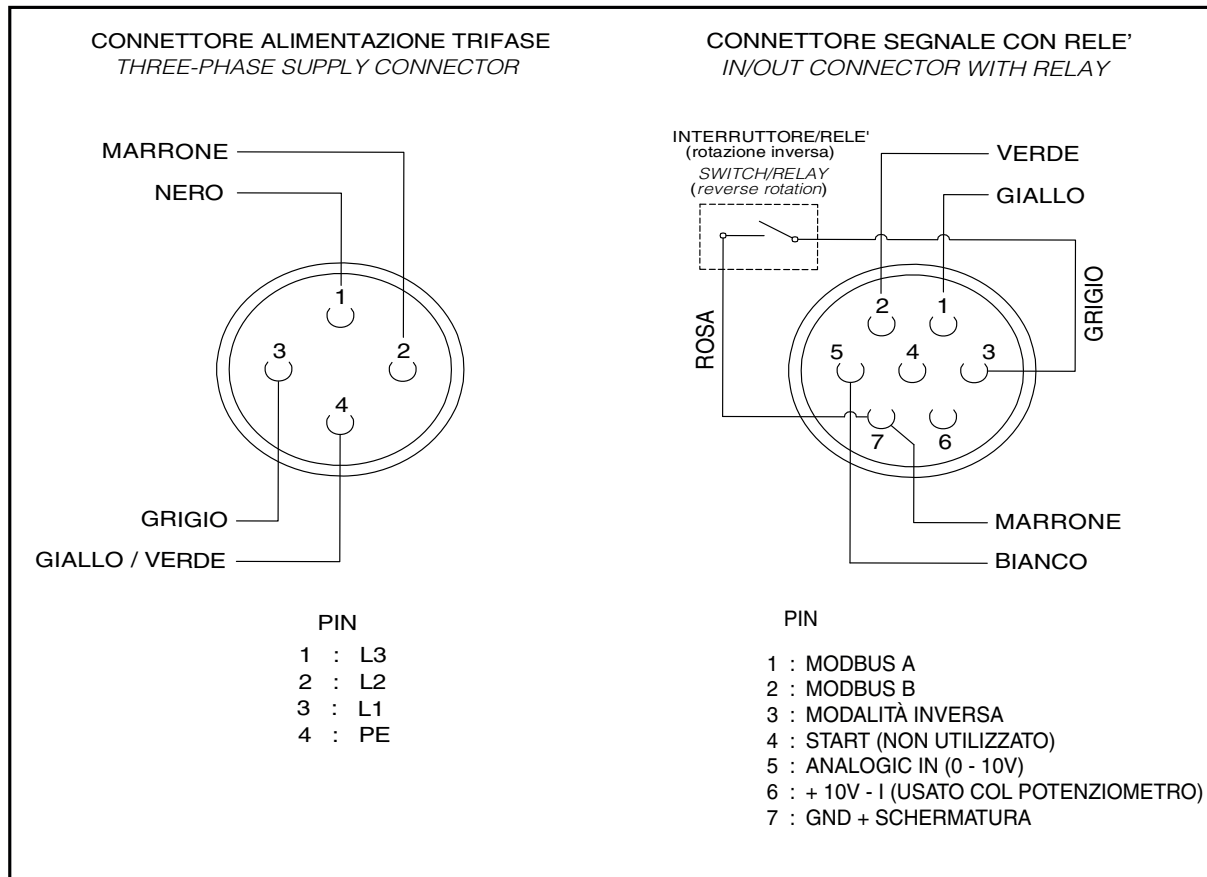 CONNETTORE ALIMENTAZIONE TRIFASE
THREE-PHASE SUPPLY CONNECTOR
MARRONE
NERO
1
3
2
4
GRIGIO
GIALLO / VERDE
PIN
1 : L3
2 : L2
3 : L1
4 : PE
CONNETTORE SEGNALE CON RELE'
IN/OUT CONNECTOR WITH RELAY
INTERRUTTORE/RELE'
(rotazione inversa)
SWITCH/RELAY
(reverse rotation)
VERDE
GIALLO
ROSA
GRIGIO
2
1
5
4
3
7
6
MARRONE
BIANCO
PIN
1 : MODBUS A
2 : MODBUS B
3 : MODALITÀ INVERSA
4 : START (NON UTILIZZATO)
5 : ANALOGIC IN (0 - 10V)
6 : + 10V - I (USATO COL POTENZIOMETRO)
7 : GND + SCHERMATURA